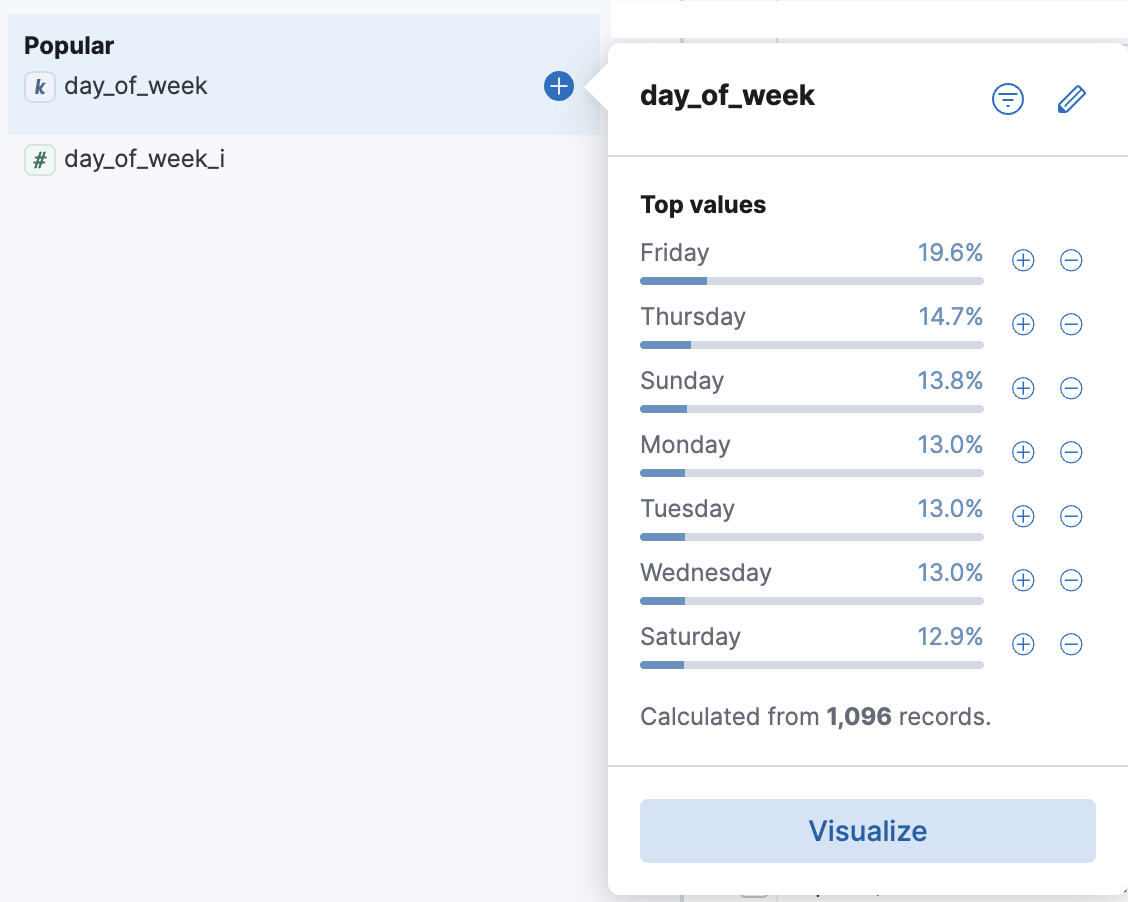 Popular
k day_of_week
# day_of_week_i
day_of_week
Top values
Friday 19.6%
Thursday 14.7%
Sunday 13.8%
Monday 13.0%
Tuesday 13.0%
Wednesday 13.0%
Saturday 12.9%
Calculated from 1,096 records.
Visualize